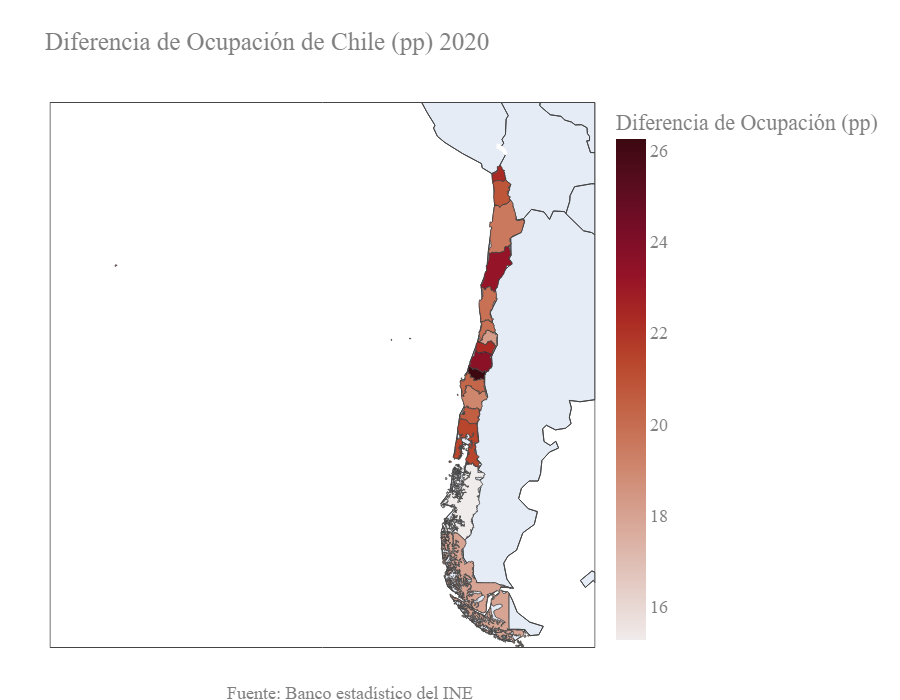 Diferencia de Ocupación de Chile (pp) 2020
Diferencia de Ocupación (pp)
26
24
22
20
18
16
Fuente: Banco estadístico del INE